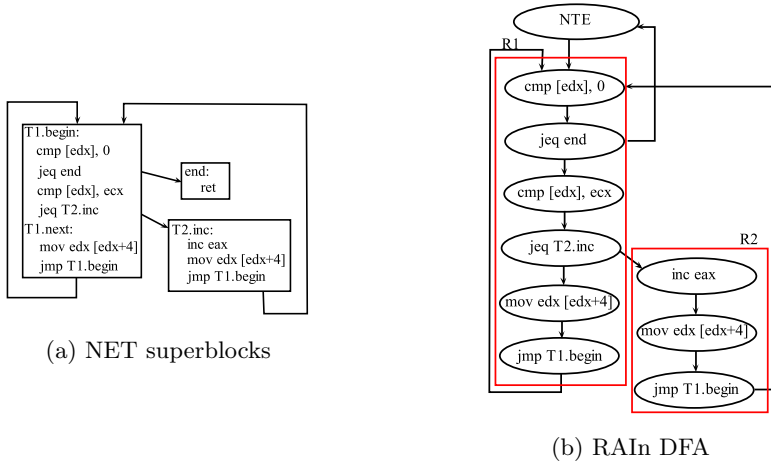 T1.begin:
cmp [edx], 0
jeq end
cmp [edx], ecx
jeq T2.inc
T1.next:
mov edx [edx+4]
jmp T1.begin
end:
ret
T2.inc:
inc eax
mov edx [edx+4]
jmp T1.begin
(a) NET superblocks
NTE
R1
cmp [edx], 0
jeq end
cmp [edx], ecx
jeq T2.inc
mov edx [edx+4]
jmp T1.begin
R2
inc eax
mov edx [edx+4]
jmp T1.begin
(b) RAIn DFA